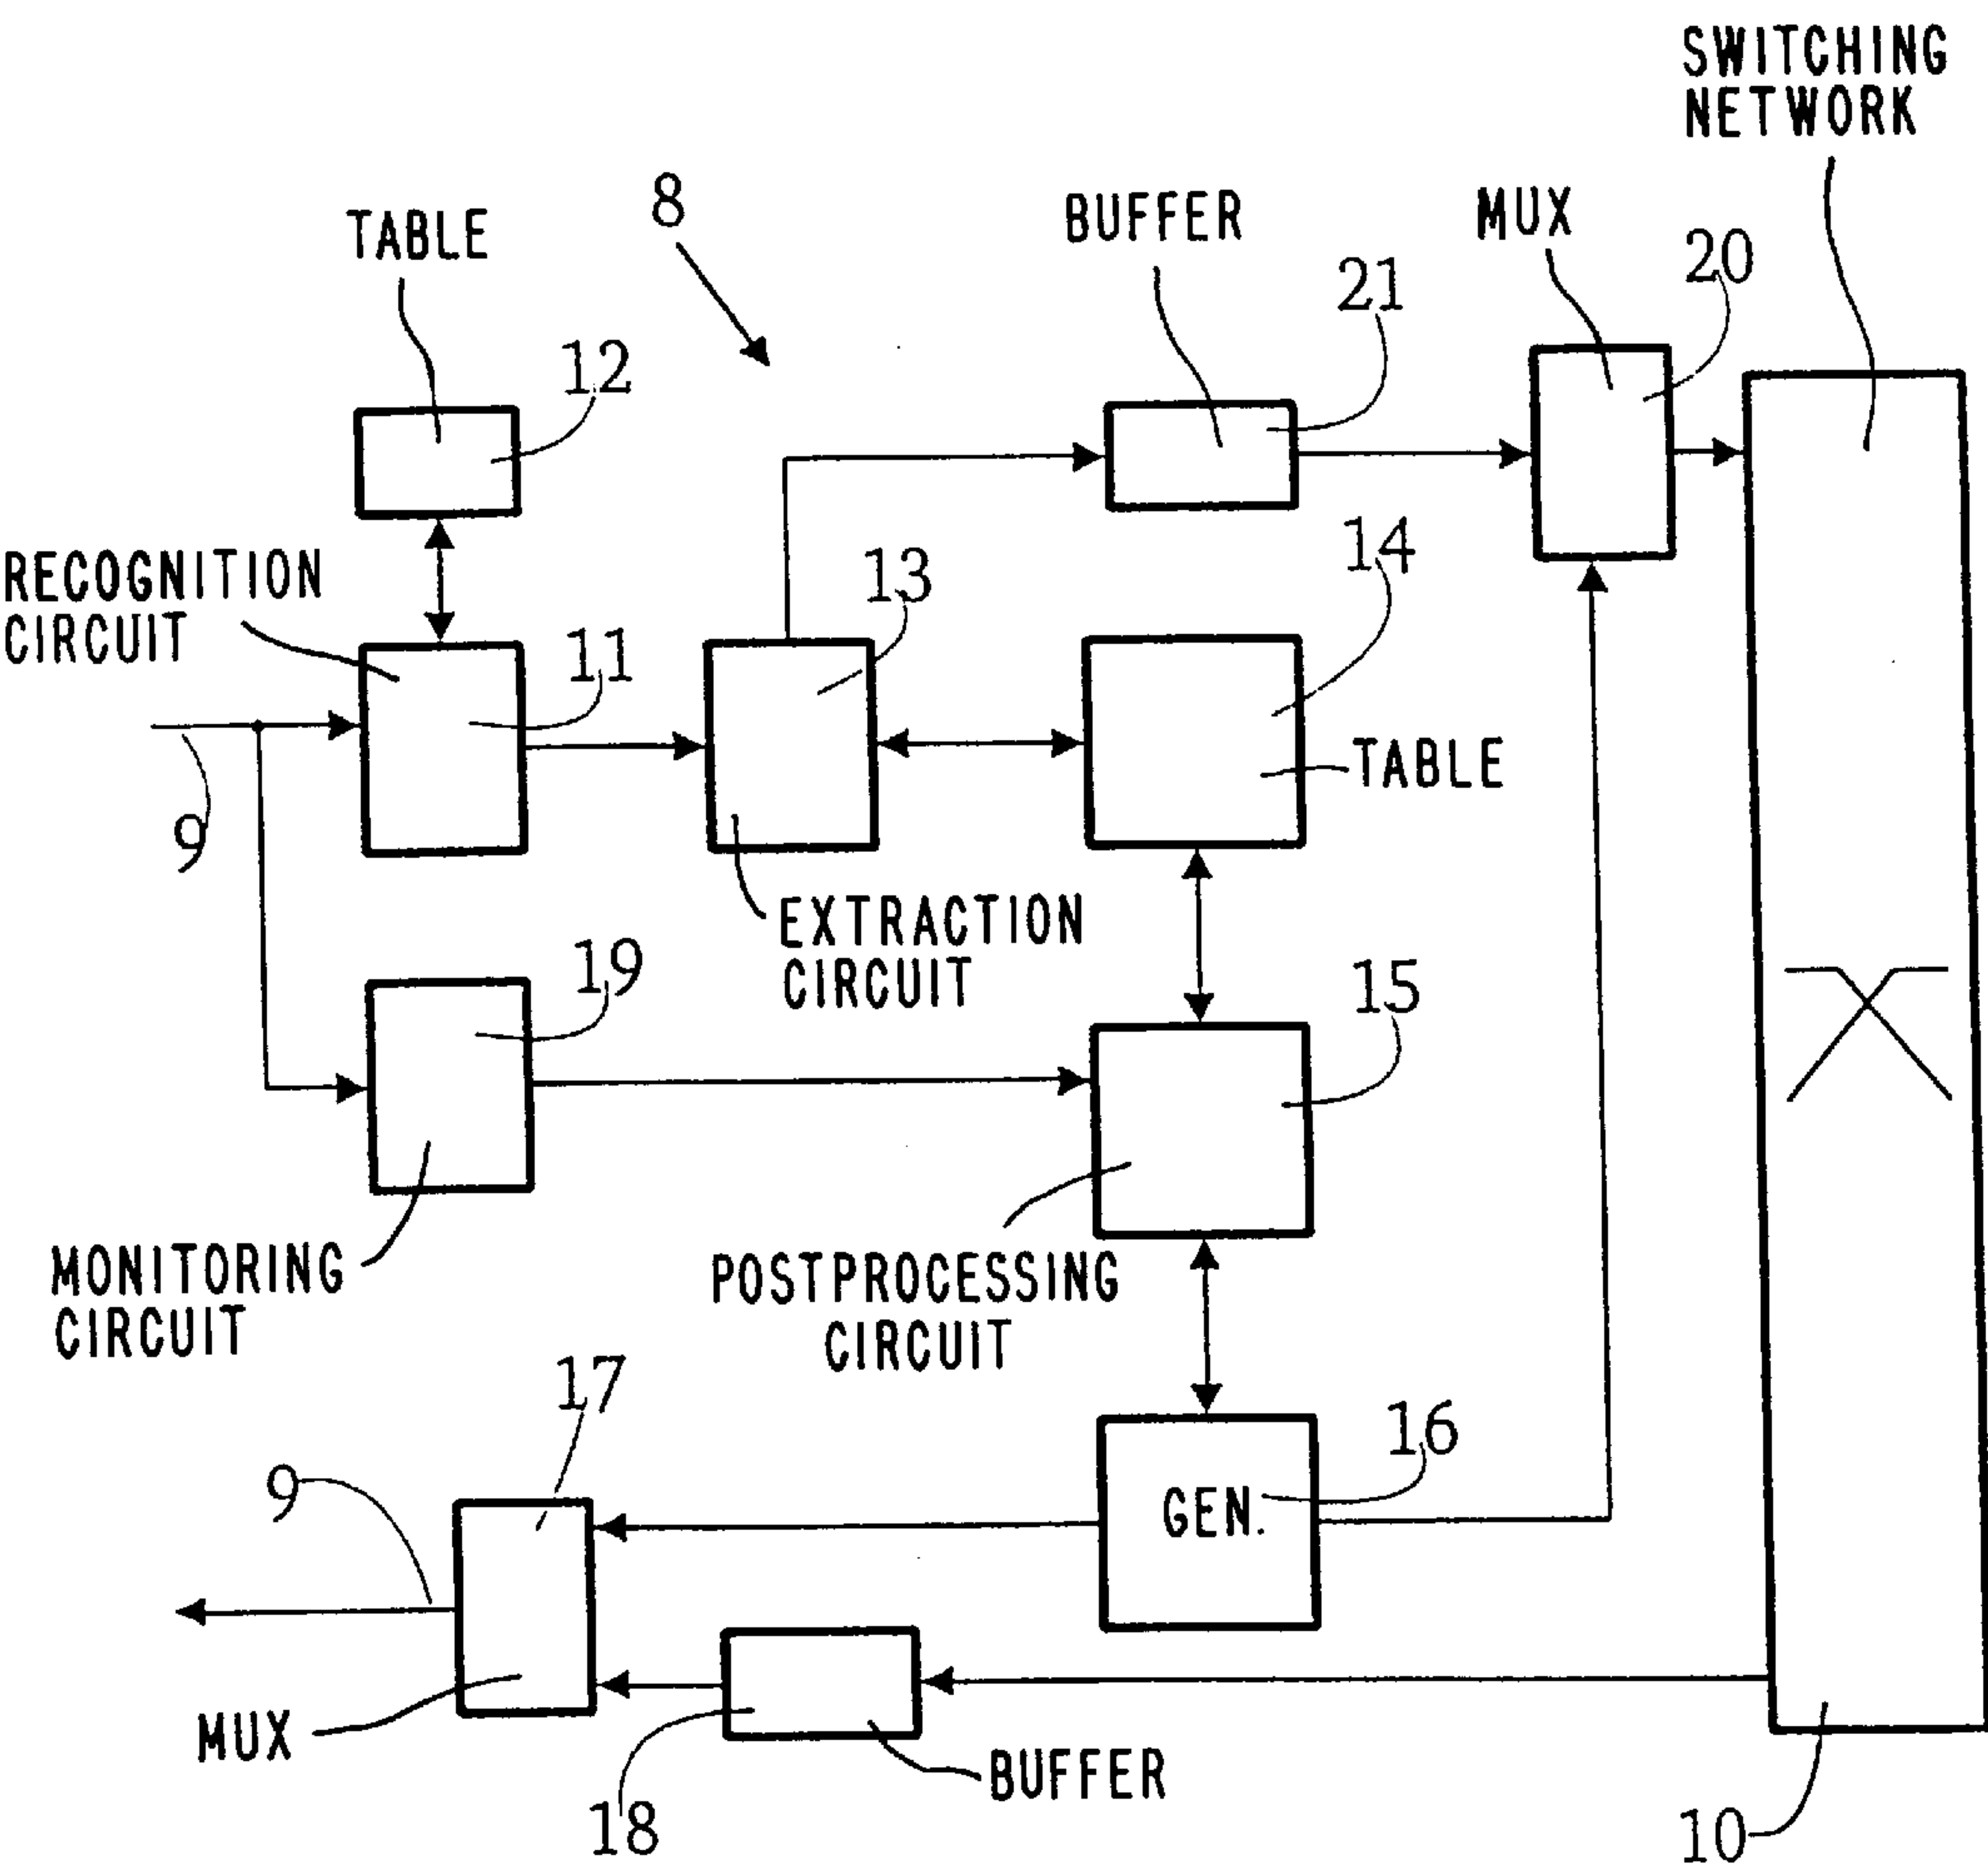 SWITCHING
NETWORK
8
TABLE
BUFFER
MUX
20
21
12
RECOGNITION
CIRCUIT
13
14
11
TABLE
9
EXTRACTION
CIRCUIT
19
15
MONITORING
CIRCUIT
POSTPROCESSING
CIRCUIT
17
16
9
GEN.
MUX
BUFFER
18
10